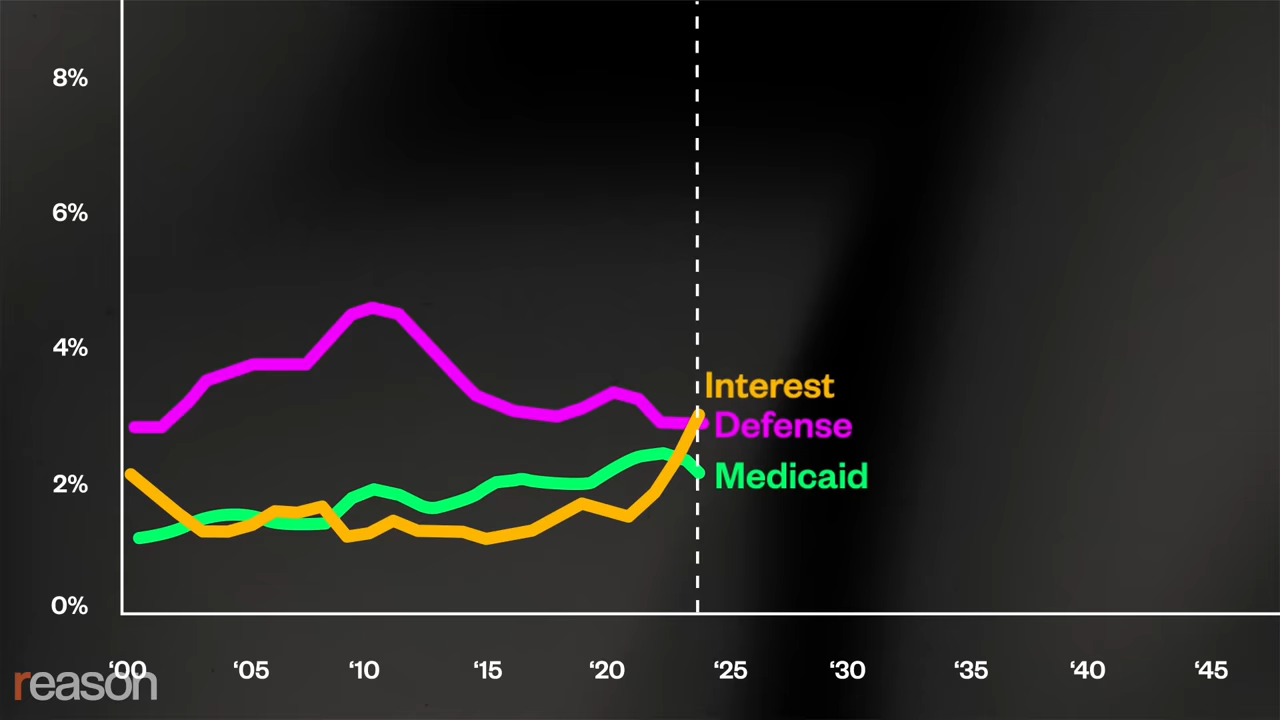 8%
6%
4%
2%
0%
Interest
Defense
Medicaid
‘00 ‘05 ‘10 ‘15 ‘20 ‘25 ‘30 ‘35 ‘40 ‘45
reason